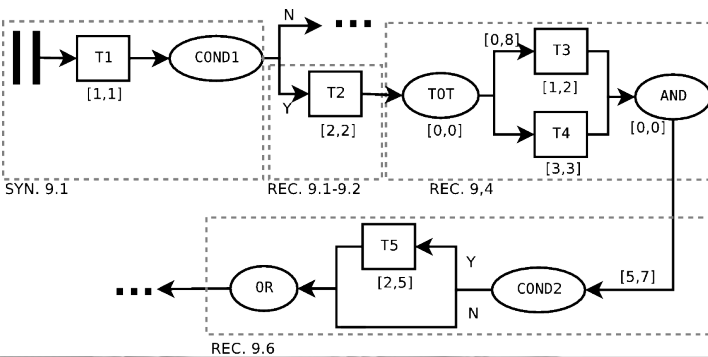 N
T1
COND1
[1,1]
Y
T2
[2,2]
SYN. 9.1
REC. 9.1-9.2
[0,8]
T3
[1,2]
TOT
[0,0]
T4
[3,3]
AND
[0,0]
REC. 9,4
T5
[2,5]
Y
N
OR
COND2
[5,7]
REC. 9.6